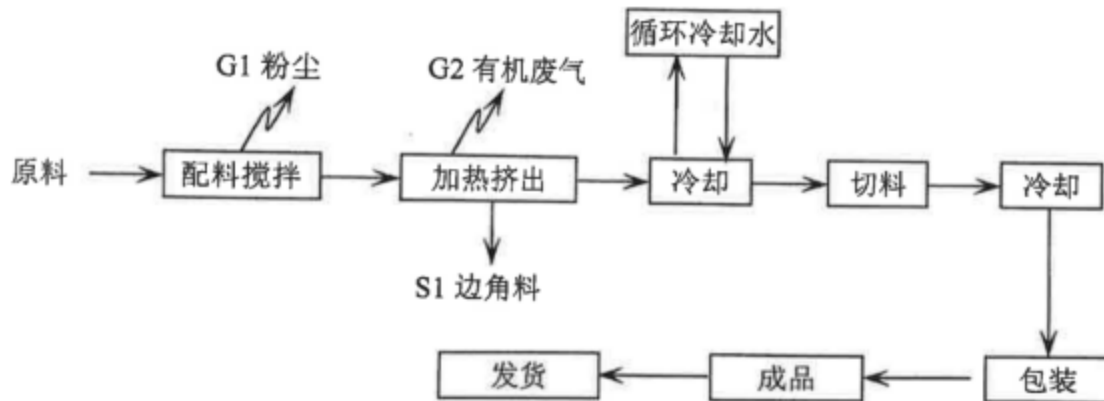 循环冷却水
G1 粉尘
G2 有机废气
原料
配料搅拌
加热挤出
冷却
切料
冷却
S1 边角料
发货
成品
包装